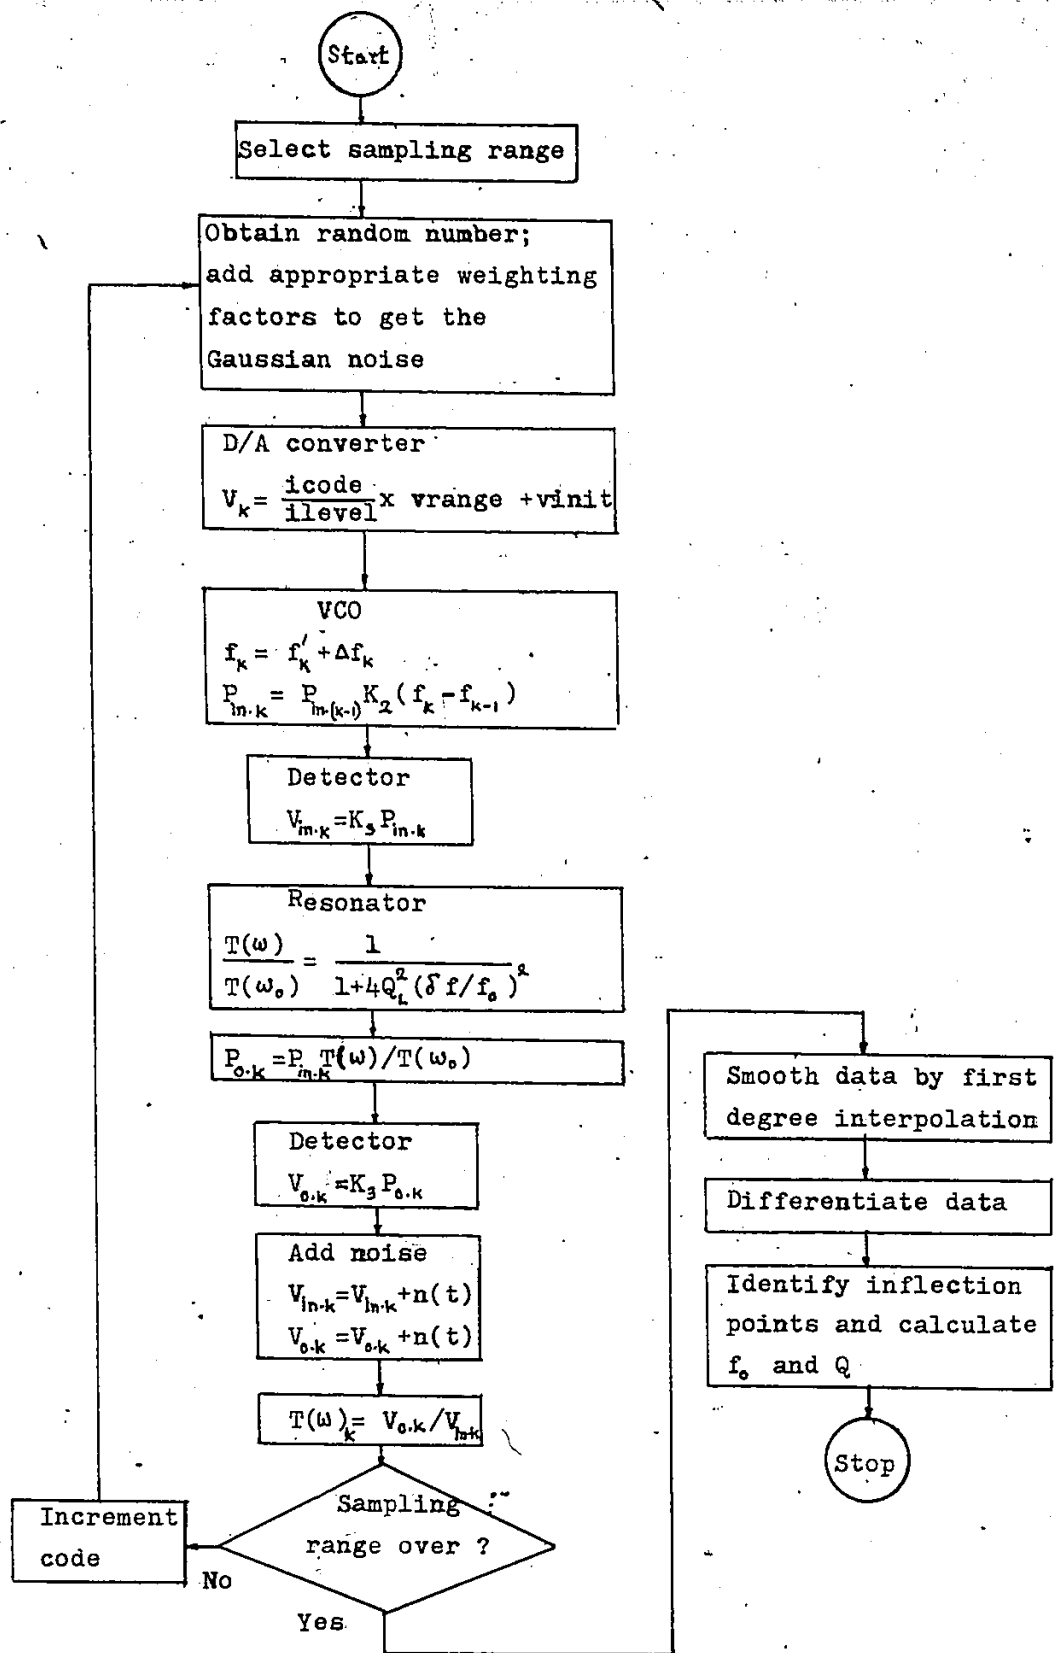 Start
Select sampling range
Obtain random number;
add appropriate weighting
factors to get the
Gaussian noise
D/A converter
V_k = icode/ilevel x vrange +vinit
VCO
f_k = f'_k + Δf_k
P_in.k = P_in.(k-1) K_2 ( f_k - f_k-1 )
Detector
V_in.k = K_3 P_in.k
Resonator
T(ω)/T(ω_o) = 1/1+4Q_L^2 (δf/f_o)^2
P_o.k = P_in.k T(ω)/T(ω_o)
Detector
V_o.k = K_3 P_o.k
Add noise
V_in.k = V_in.k + n(t)
V_o.k = V_o.k + n(t)
T(ω)_k = V_o.k / V_in.k
Sampling
range over ?
No
Increment
code
Yes
Smooth data by first
degree interpolation
Differentiate data
Identify inflection
points and calculate
f_o and Q
Stop